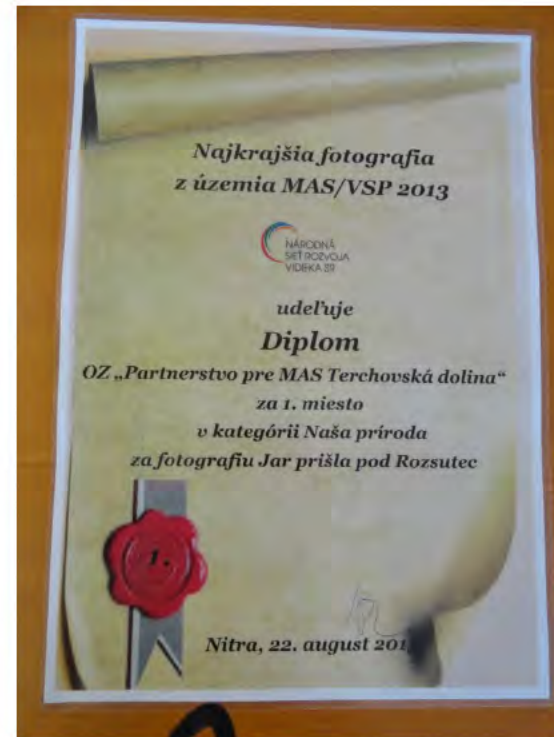 Najkrajšia fotografia
z územia MAS/VSP 2013
NÁRODNÁ
SIEŤ ROZVOJA
VIDIEKA SR
udeľuje
Diplom
OZ „Partnerstvo pre MAS Terchovská dolina“
za 1. miesto
v kategórii Naša príroda
za fotografiu Jar prišla pod Rozsutec
1.
Nitra, 22. august